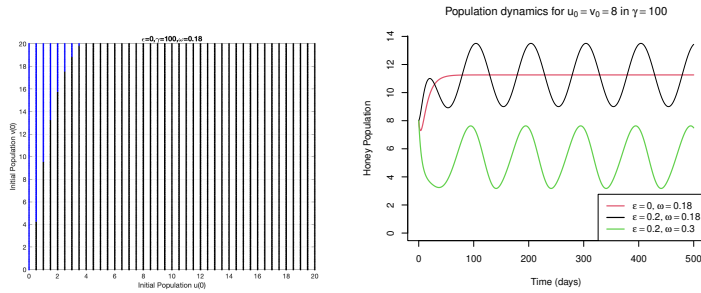 ε=0,γ=100,ω=0.18
Initial Population v(0)
20
18
16
14
12
10
8
6
4
2
0
0 2 4 6 8 10 12 14 16 18 20
Initial Population u(0)
Population dynamics for u₀ = v₀ = 8 in γ = 100
Honey Population
14
12
10
8
6
4
2
0
0 100 200 300 400 500
Time (days)
ε = 0, ω = 0.18
ε = 0.2, ω = 0.18
ε = 0.2, ω = 0.3